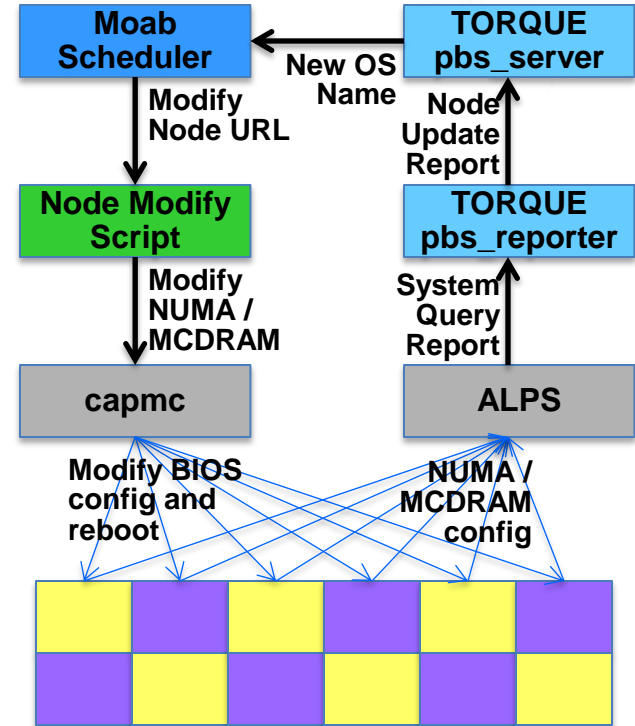 Moab
Scheduler
New OS
Name
TORQUE
pbs_server
Modify
Node URL
Node
Update
Report
Node Modify
Script
TORQUE
pbs_reporter
Modify
NUMA /
MCDRAM
System
Query
Report
capmc
ALPS
Modify BIOS
config and
reboot
NUMA /
MCDRAM
config